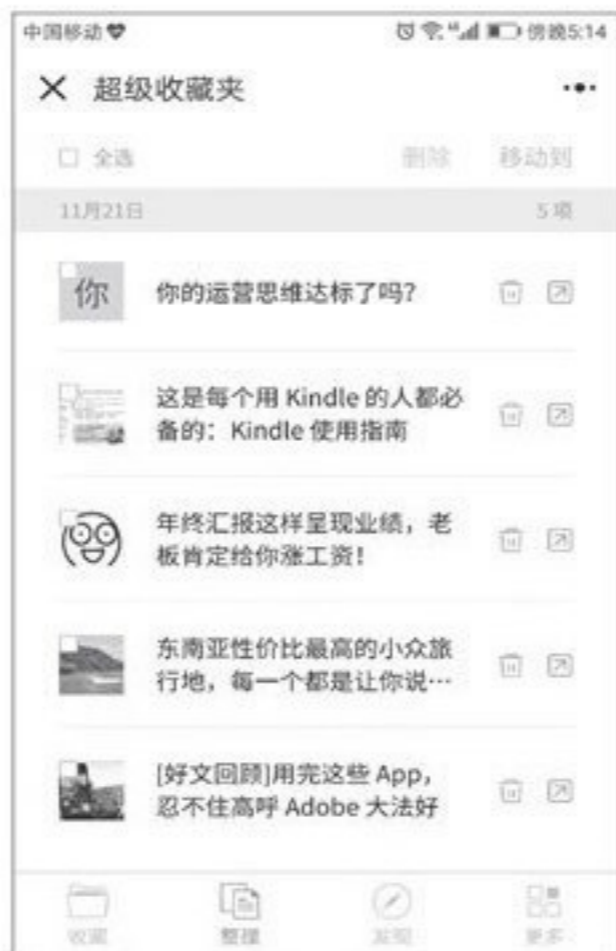 中国移动 4G 傍晚5:14
超级收藏夹
全选 删除 移动到
11月21日 5 项
你 你的运营思维达标了吗？
这是每个用 Kindle 的人都必
备的：Kindle 使用指南
年终汇报这样呈现业绩，老
板肯定给你涨工资！
东南亚性价比最高的小众旅
行地，每一个都是让你说…
[好文回顾]用完这些 App，
忍不住高呼 Adobe 大法好
收藏 整理 发现 更多